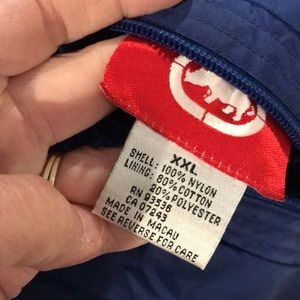 XXL
SHELL: 100% NYLON
LINING: 80% COTTON
20% POLYESTER
RN 93536
CA 07243
MADE IN MACAU
SEE REVERSE FOR CARE